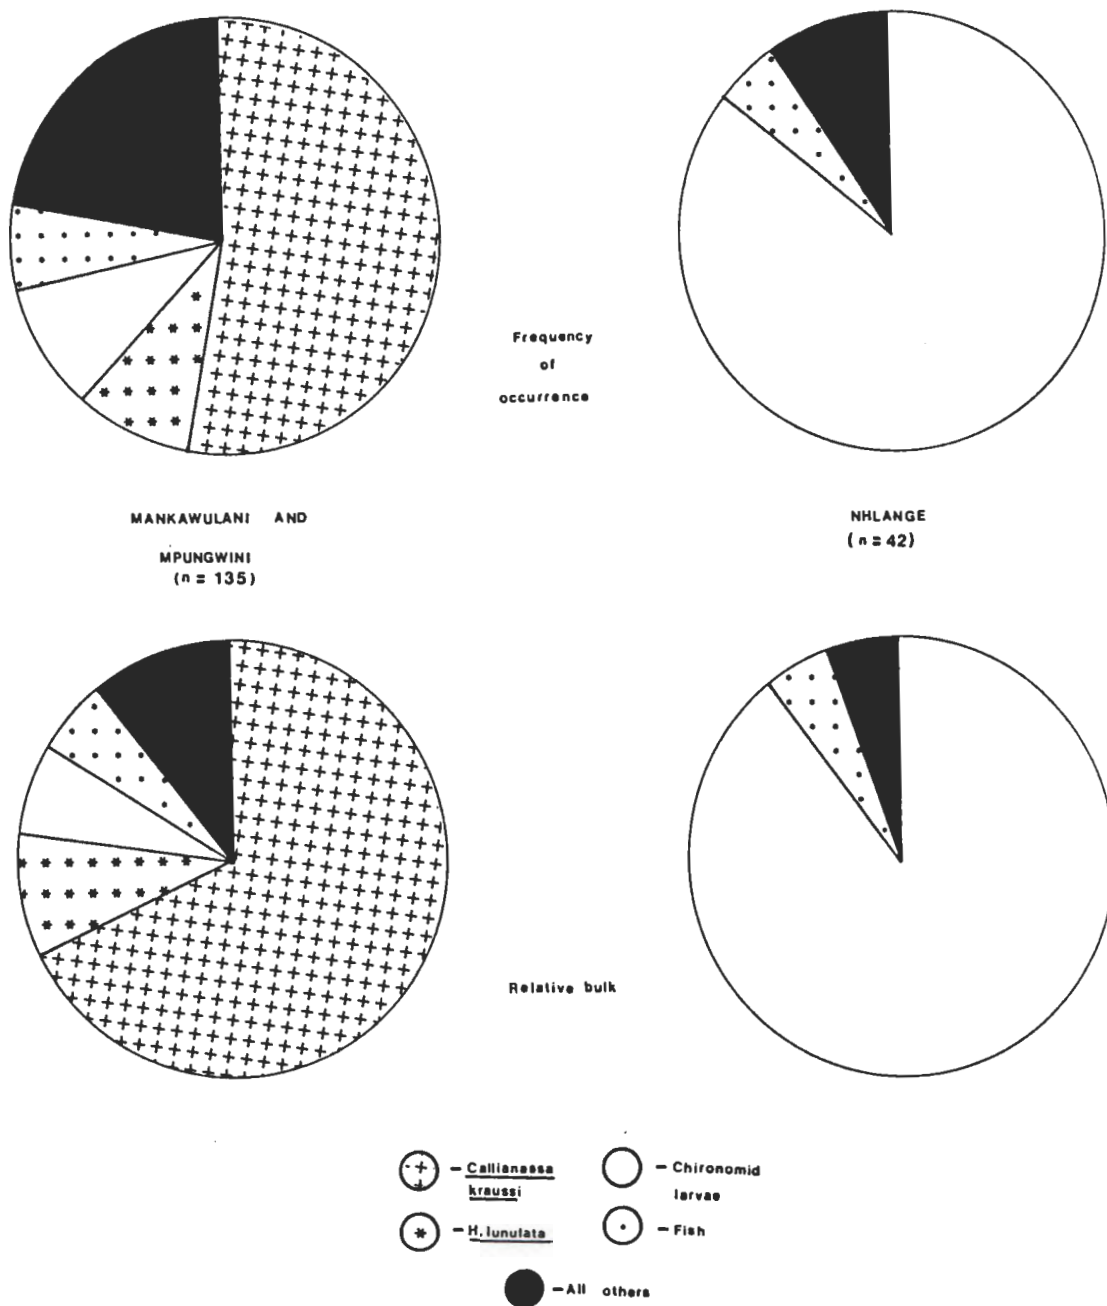 Frequency
of
occurrence
MANKAWULANI AND
MPUNGWINI
(n = 135)
NHLANGE
(n = 42)
Relative bulk
– Callianassa
kraussi
– Chironomid
larvae
– H. lunulata
– Fish
– All others